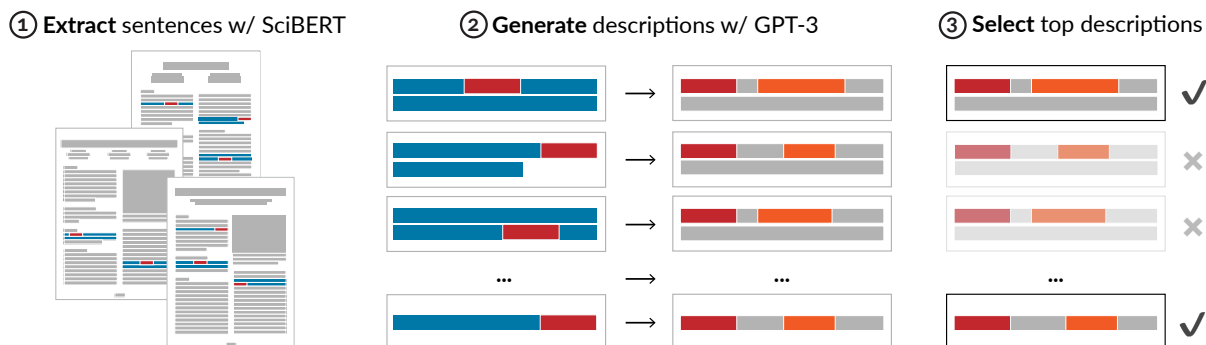 1 Extract sentences w/ SciBERT
2 Generate descriptions w/ GPT-3
3 Select top descriptions
... ... ...